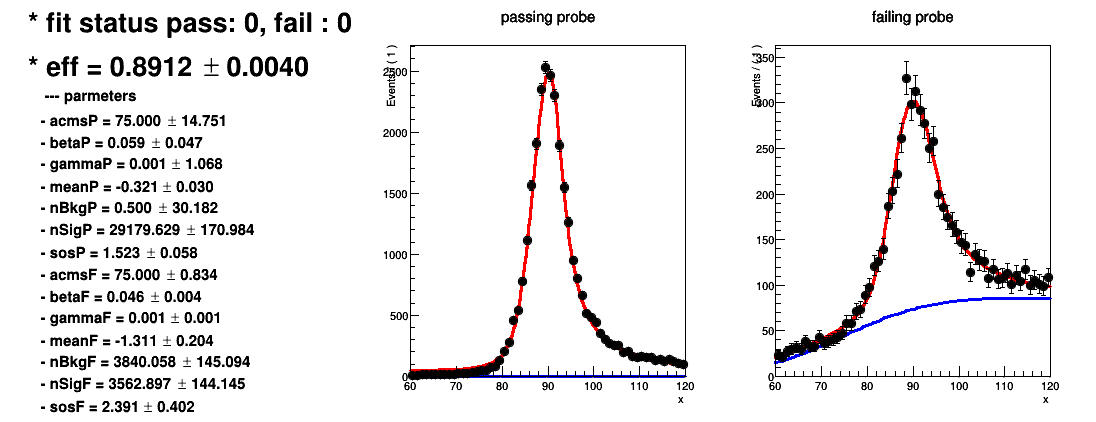 * fit status pass: 0, fail : 0
* eff = 0.8912 ± 0.0040
--- parmeters
- acmsP = 75.000 ± 14.751
- betaP = 0.059 ± 0.047
- gammaP = 0.001 ± 1.068
- meanP = -0.321 ± 0.030
- nBkgP = 0.500 ± 30.182
- nSigP = 29179.629 ± 170.984
- sosP = 1.523 ± 0.058
- acmsF = 75.000 ± 0.834
- betaF = 0.046 ± 0.004
- gammaF = 0.001 ± 0.001
- meanF = -1.311 ± 0.204
- nBkgF = 3840.058 ± 145.094
- nSigF = 3562.897 ± 144.145
- sosF = 2.391 ± 0.402
passing probe
Events / ( 1 )
2500
2000
1500
1000
500
0
60 70 80 90 100 110 120
x
failing probe
Events / ( 1 )
350
300
250
200
150
100
50
0
60 70 80 90 100 110 120
x